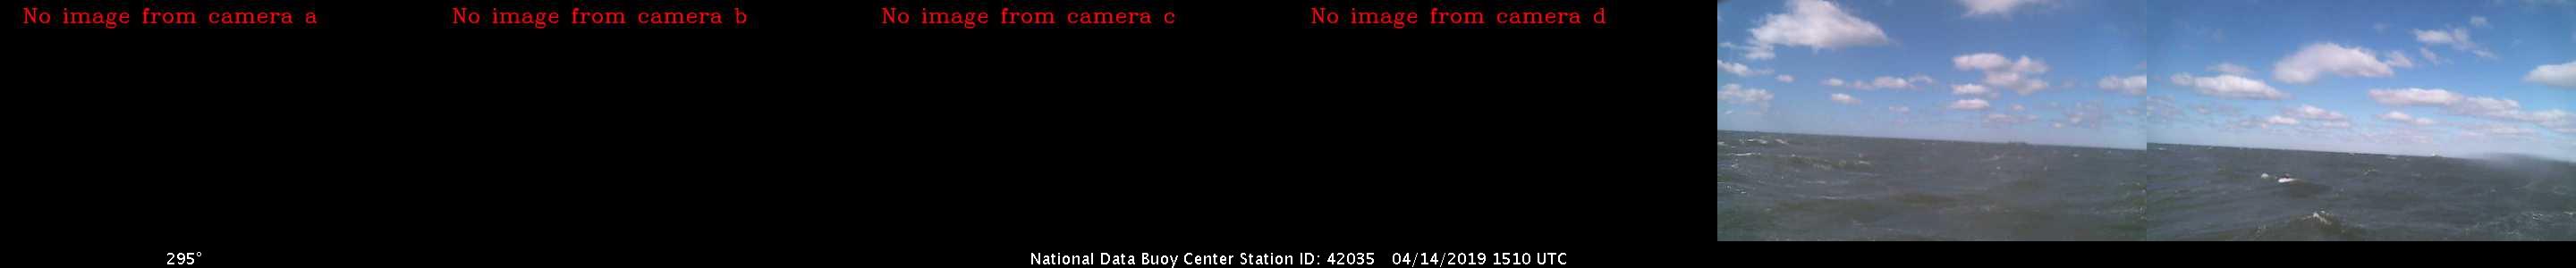 No image from camera a
No image from camera b
No image from camera c
No image from camera d
295° National Data Buoy Center Station ID: 42035 04/14/2019 1510 UTC